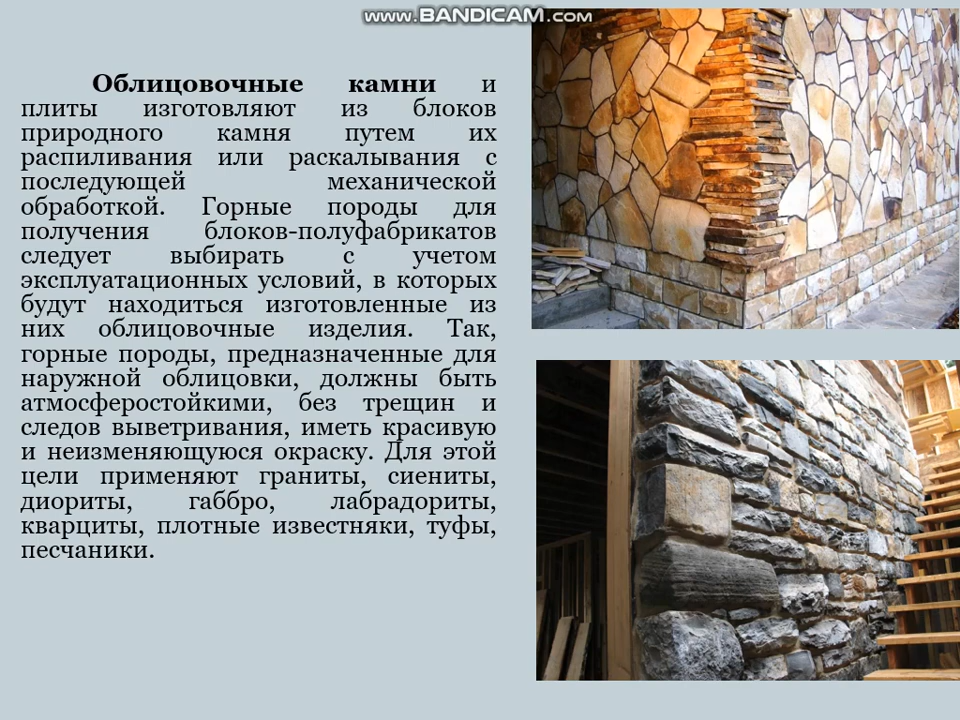 www.BANDICAM.com
Облицовочные камни и
плиты изготовляют из блоков
природного камня путем их
распиливания или раскалывания с
последующей механической
обработкой. Горные породы для
получения блоков-полуфабрикатов
следует выбирать с учетом
эксплуатационных условий, в которых
будут находиться изготовленные из
них облицовочные изделия. Так,
горные породы, предназначенные для
наружной облицовки, должны быть
атмосферостойкими, без трещин и
следов выветривания, иметь красивую
и неизменяющуюся окраску. Для этой
цели применяют граниты, сиениты,
диориты, габбро, лабрадориты,
кварциты, плотные известняки, туфы,
песчаники.